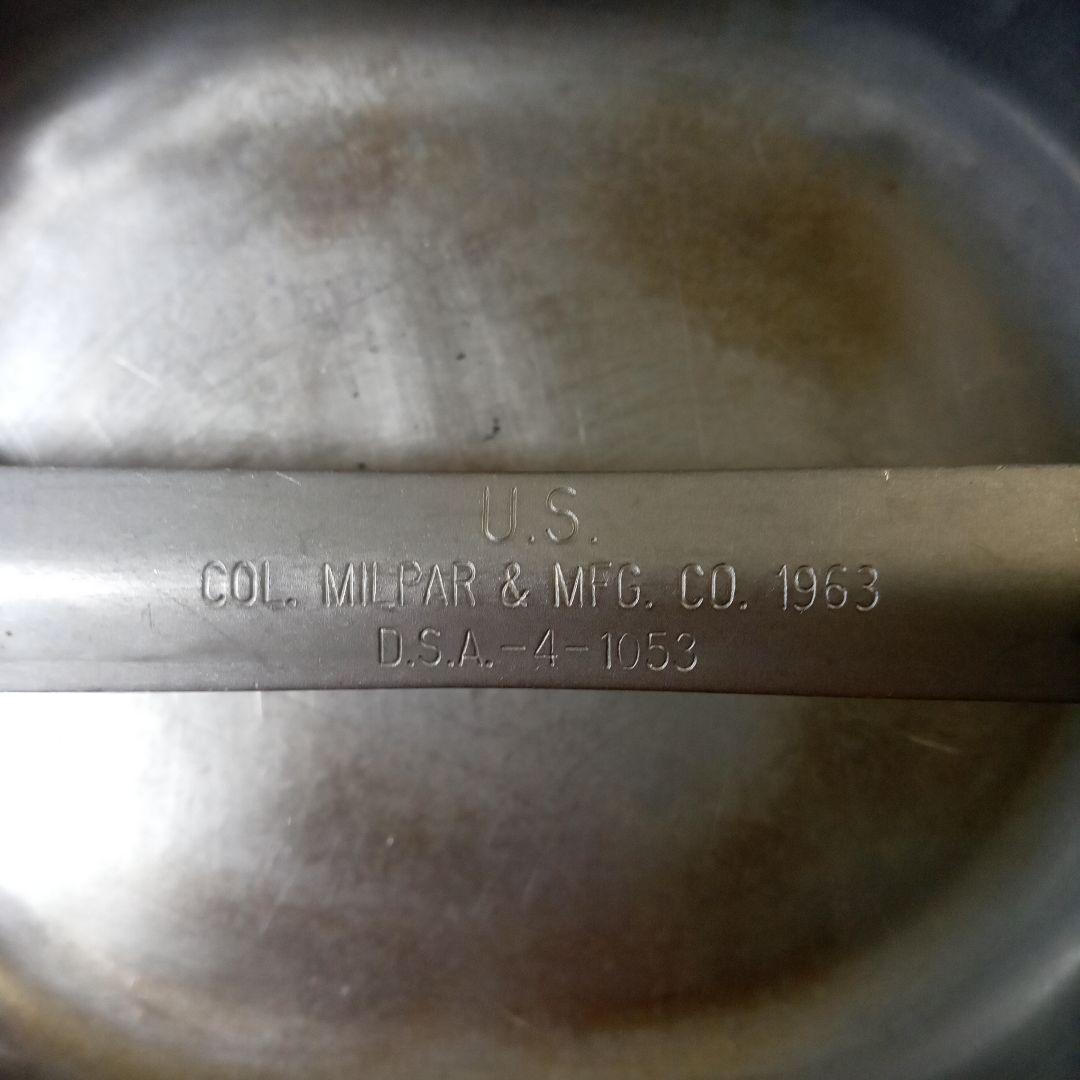 U.S.
COL. MILPAR & MFG. CO. 1963
D.S.A.-4-1053